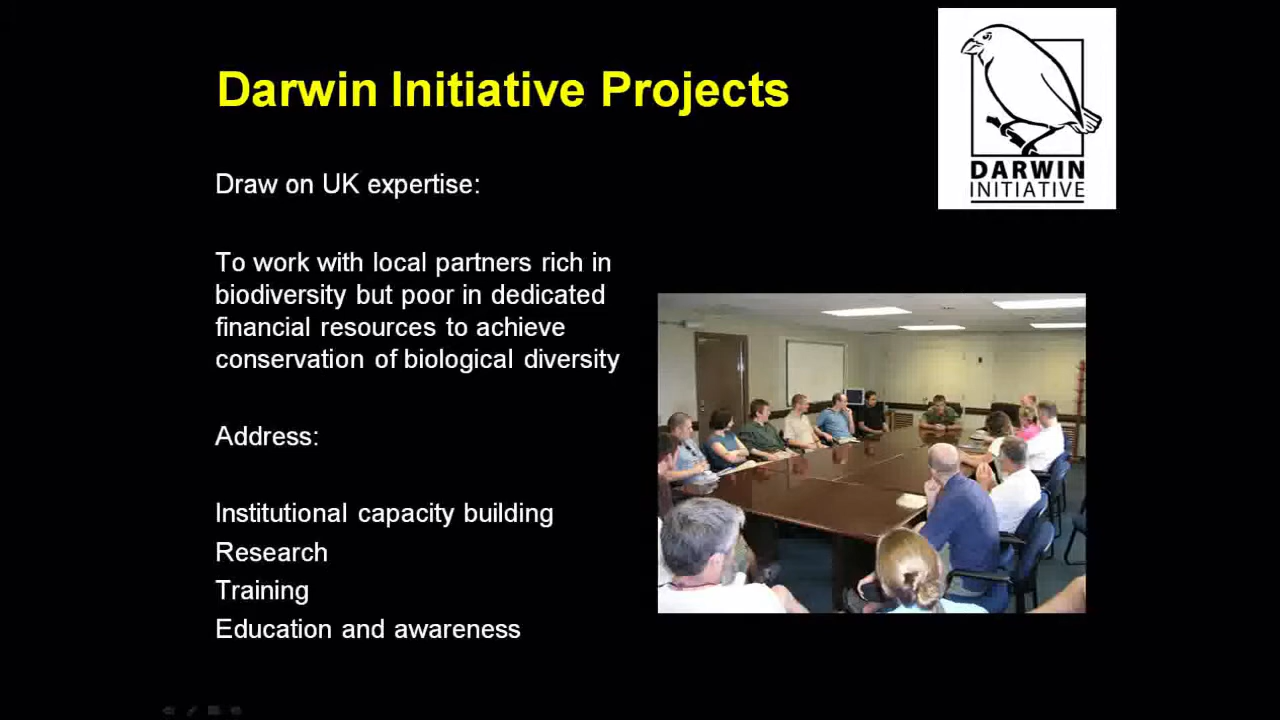 Darwin Initiative Projects
DARWIN
INITIATIVE
Draw on UK expertise:
To work with local partners rich in
biodiversity but poor in dedicated
financial resources to achieve
conservation of biological diversity
Address:
Institutional capacity building
Research
Training
Education and awareness